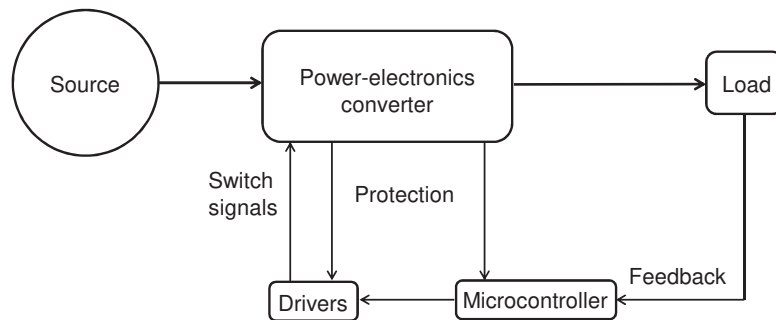 Source
Power-electronics
converter
Load
Switch
signals
Protection
Feedback
Drivers
Microcontroller